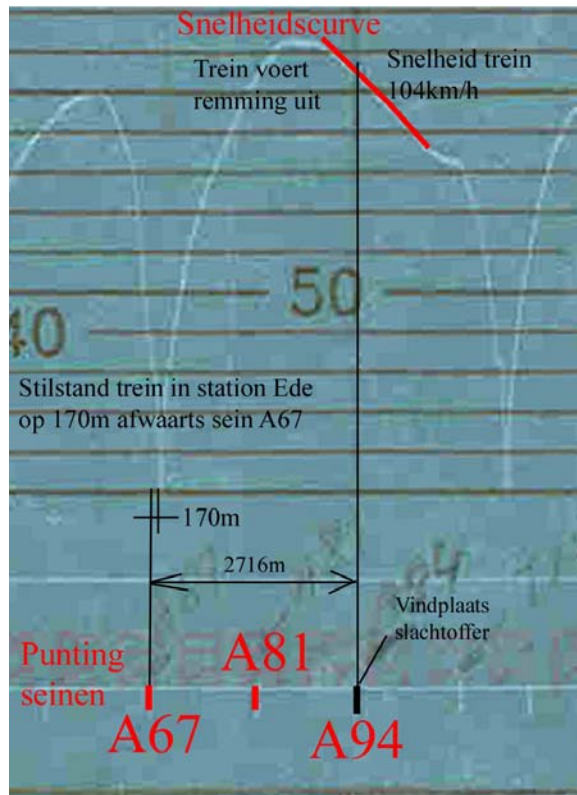 Snelheidscurve
Trein voert
remming uit
Snelheid trein
104km/h
50
40
Stilstand trein in station Ede
op 170m afwaarts sein A67
170m
2716m
Vindplaats
slachtoffer
Punting
seinen
A81
A67
A94